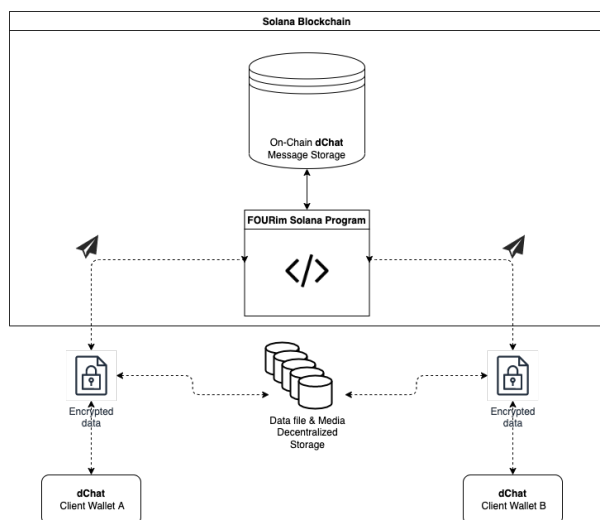 Solana Blockchain
On-Chain dChat
Message Storage
FOURim Solana Program
</>
Encrypted
data
Data file & Media
Decentralized
Storage
Encrypted
data
dChat
Client Wallet A
dChat
Client Wallet B